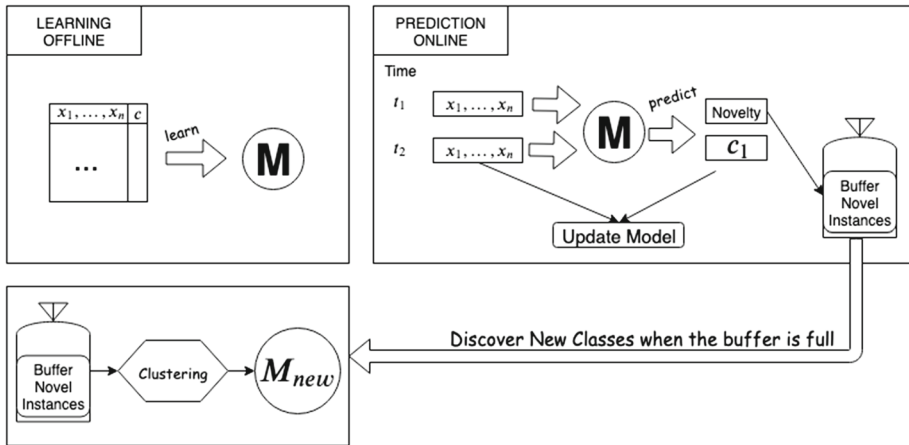 LEARNING
OFFLINE
x₁, ..., xₙ c
...
learn
M
PREDICTION
ONLINE
Time
t₁ x₁, ..., xₙ
t₂ x₁, ..., xₙ
M
predict
Novelty
c₁
Update Model
Buffer
Novel
Instances
Discover New Classes when the buffer is full
Buffer
Novel
Instances
Clustering
Mₙₑw